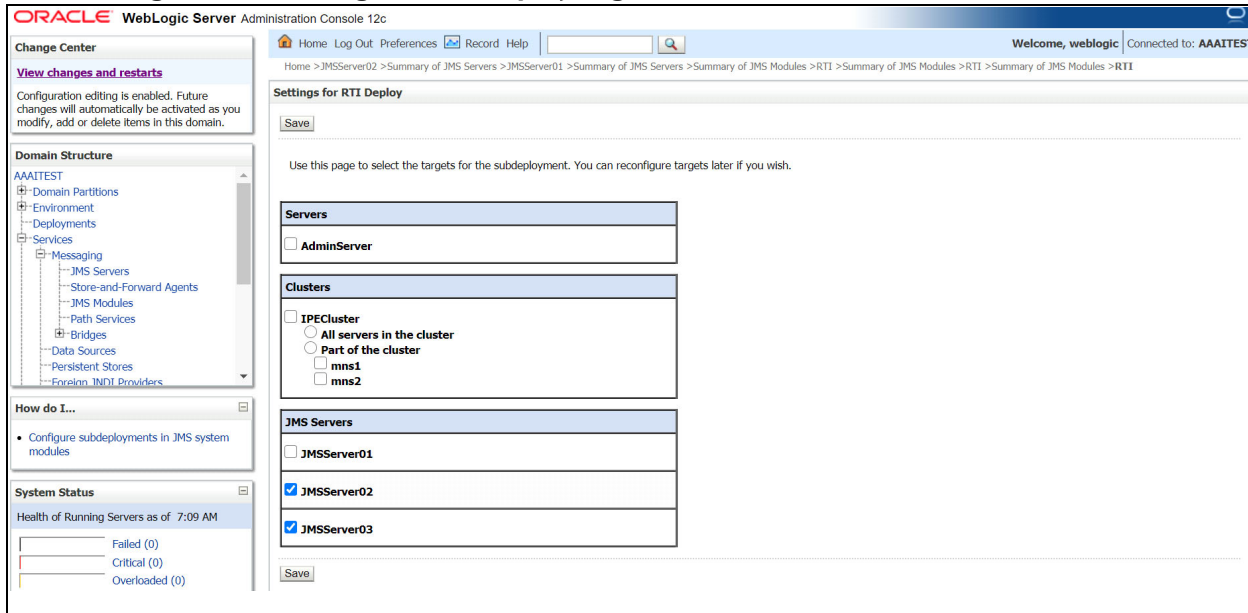 ORACLE WebLogic Server Administration Console 12c
Change Center
View changes and restarts
Configuration editing is enabled. Future
changes will automatically be activated as you
modify, add or delete items in this domain.
Domain Structure
AAAITEST
Domain Partitions
Environment
Deployments
Services
Messaging
JMS Servers
Store-and-Forward Agents
JMS Modules
Path Services
Bridges
Data Sources
Persistent Stores
Foreign JNDI Providers
How do I...
Configure subdeployments in JMS system
modules
System Status
Health of Running Servers as of 7:09 AM
Failed (0)
Critical (0)
Overloaded (0)
Home Log Out Preferences Record Help
Welcome, weblogic Connected to: AAAITEST
Home >JMSServer02 >Summary of JMS Servers >JMSServer01 >Summary of JMS Servers >Summary of JMS Modules >RTI >Summary of JMS Modules >RTI >Summary of JMS Modules >RTI
Settings for RTI Deploy
Save
Use this page to select the targets for the subdeployment. You can reconfigure targets later if you wish.
Servers
AdminServer
Clusters
IPECluster
All servers in the cluster
Part of the cluster
mns1
mns2
JMS Servers
JMSServer01
JMSServer02
JMSServer03
Save